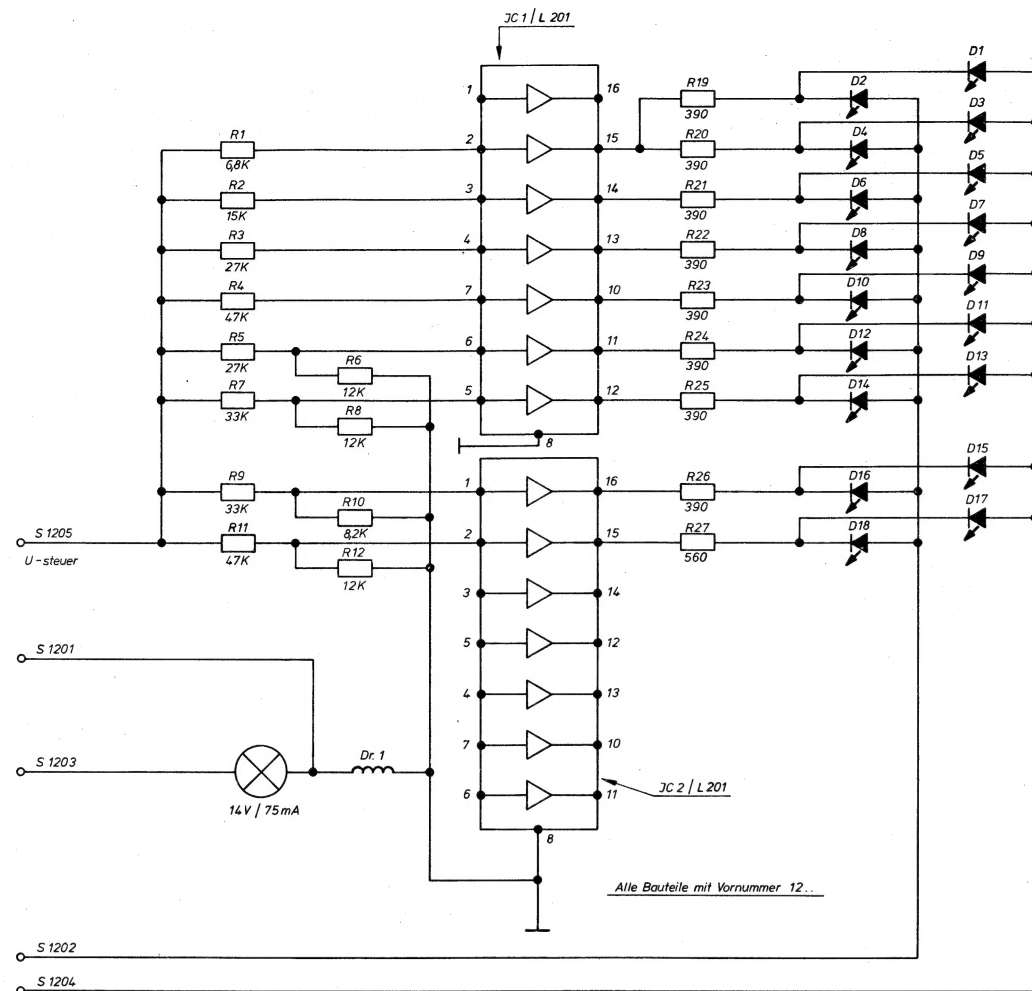 JC 1 / L 201
1
16
R19
390
D1
D2
R1
6,8K
2
15
R20
390
D3
D4
R2
15K
3
14
R21
390
D5
D6
R3
27K
4
13
R22
390
D7
D8
R4
47K
7
10
R23
390
D9
D10
R5
27K
6
11
R24
390
D11
D12
R6
12K
R7
33K
5
12
R25
390
D13
D14
R8
12K
8
R9
33K
1
16
R26
390
D15
D16
R10
8,2K
S 1205
U-steuer
R11
47K
2
15
R27
560
D17
D18
R12
12K
3
14
5
12
S 1201
4
13
S 1203
14V / 75mA
Dr. 1
7
10
6
11
JC 2 / L 201
8
Alle Bauteile mit Vornummer 12..
S 1202
S 1204